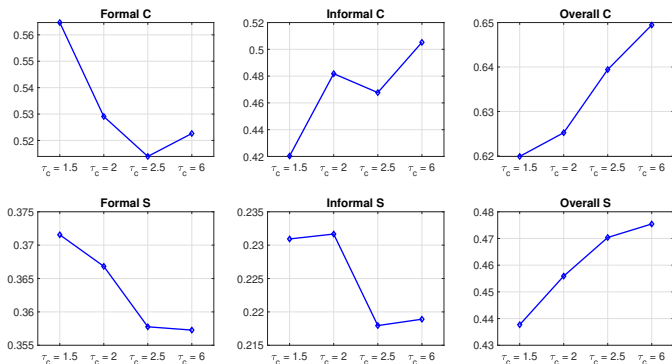 Formal C
0.56
0.55
0.54
0.53
0.52
τc = 1.5 τc = 2 τc = 2.5 τc = 6
Informal C
0.52
0.5
0.48
0.46
0.44
0.42
τc = 1.5 τc = 2 τc = 2.5 τc = 6
Overall C
0.65
0.64
0.63
0.62
τc = 1.5 τc = 2 τc = 2.5 τc = 6
Formal S
0.375
0.365
0.36
0.355
τc = 1.5 τc = 2 τc = 2.5 τc = 6
Informal S
0.235
0.23
0.22
0.215
τc = 1.5 τc = 2 τc = 2.5 τc = 6
Overall S
0.48
0.47
0.46
0.45
0.44
0.43
τc = 1.5 τc = 2 τc = 2.5 τc = 6